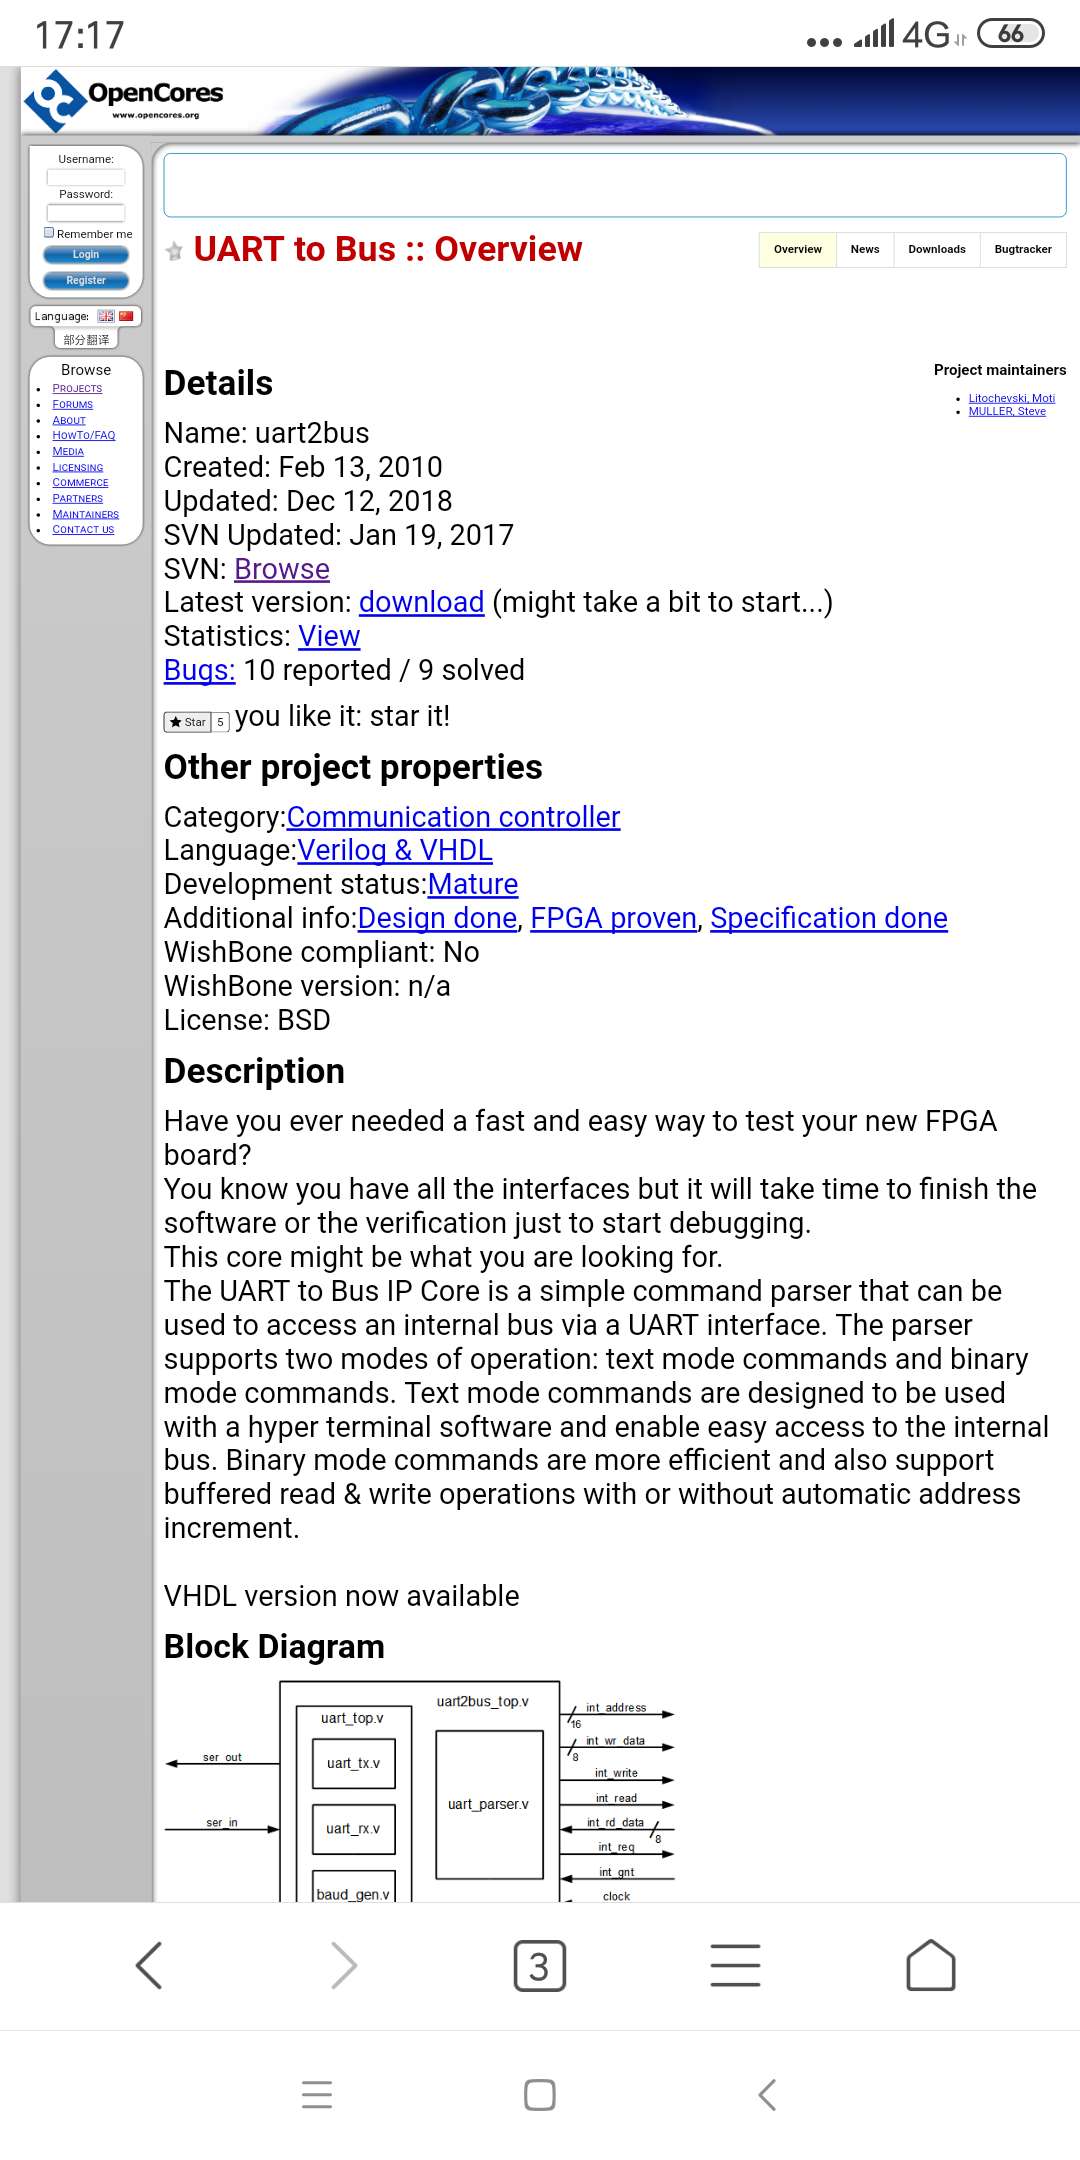 17:17
4G
66
OpenCores
www.opencores.org
Username:
Password:
Remember me
Login
Register
Language:
部分翻译
Browse
PROJECTS
FORUMS
ABOUT
HOWTO/FAQ
MEDIA
LICENSING
COMMERCE
PARTNERS
MAINTAINERS
CONTACT US
UART to Bus :: Overview
Overview News Downloads Bugtracker
Project maintainers
Litochevski, Moti
MULLER, Steve
Details
Name: uart2bus
Created: Feb 13, 2010
Updated: Dec 12, 2018
SVN Updated: Jan 19, 2017
SVN: Browse
Latest version: download (might take a bit to start...)
Statistics: View
Bugs: 10 reported / 9 solved
Star 5 you like it: star it!
Other project properties
Category:Communication controller
Language:Verilog & VHDL
Development status:Mature
Additional info:Design done, FPGA proven, Specification done
WishBone compliant: No
WishBone version: n/a
License: BSD
Description
Have you ever needed a fast and easy way to test your new FPGA
board?
You know you have all the interfaces but it will take time to finish the
software or the verification just to start debugging.
This core might be what you are looking for.
The UART to Bus IP Core is a simple command parser that can be
used to access an internal bus via a UART interface. The parser
supports two modes of operation: text mode commands and binary
mode commands. Text mode commands are designed to be used
with a hyper terminal software and enable easy access to the internal
bus. Binary mode commands are more efficient and also support
buffered read & write operations with or without automatic address
increment.
VHDL version now available
Block Diagram
uart2bus_top.v
uart_top.v
uart_tx.v
uart_rx.v
baud_gen.v
uart_parser.v
ser_out
ser_in
int_address
16
int_wr_data
8
int_write
int_read
int_rd_data
8
int_req
int_gnt
clock
3